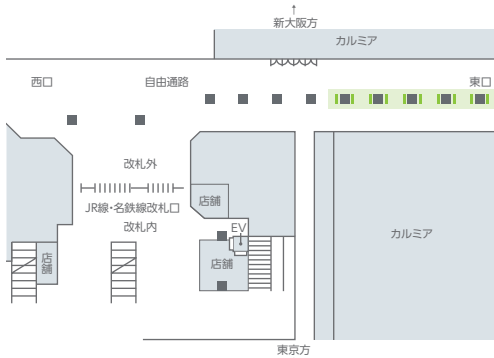 ↑
新大阪方
カルミア
西口
自由通路
東口
改札外
JR線・名鉄線改札口
改札内
店舗
EV
店舗
店舗
カルミア
東京方